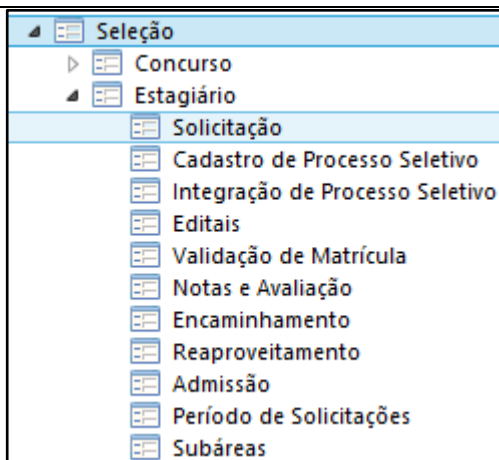 Seleção
Concurso
Estagiário
Solicitação
Cadastro de Processo Seletivo
Integração de Processo Seletivo
Editais
Validação de Matrícula
Notas e Avaliação
Encaminhamento
Reaproveitamento
Admissão
Período de Solicitações
Subáreas